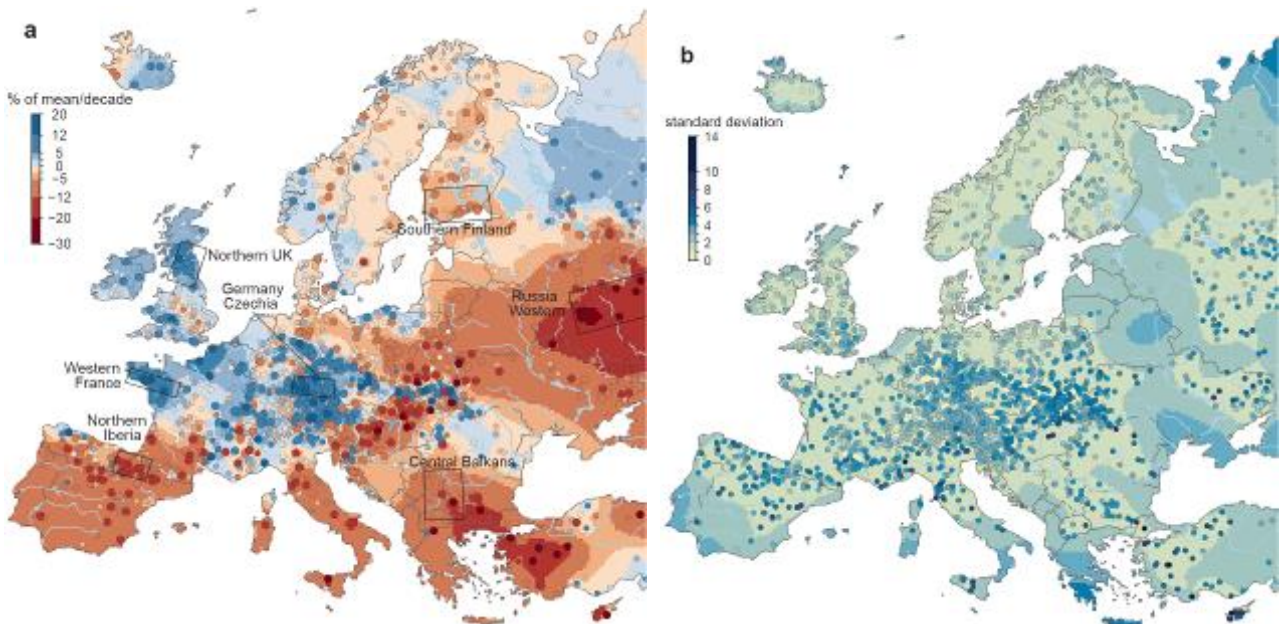 a
% of mean/decade
20
12
5
0
−5
−12
−20
−30
Southern Finland
Northern UK
Germany
Czechia
Russia
Western
Western
France
Northern
Iberia
Central Balkans
b
standard deviation
14
10
8
6
4
2
0